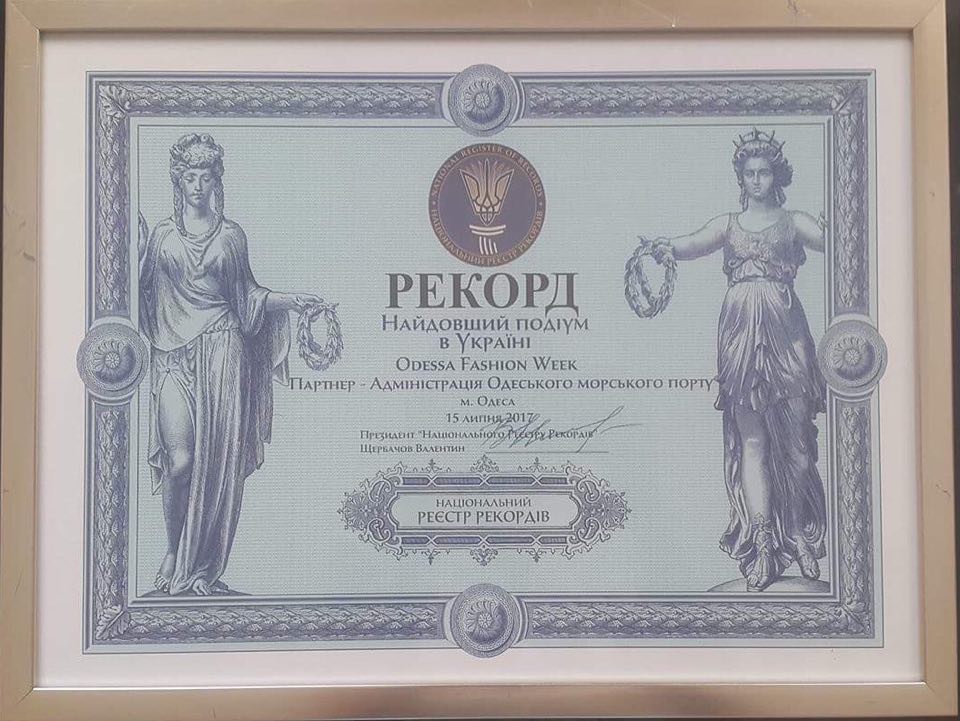 NATIONAL REGISTER OF RECORDS
НАЦІОНАЛЬНИЙ РЕЄСТР РЕКОРДІВ
РЕКОРД
Найдовший подіум
в Україні
Odessa Fashion Week
Партнер - Адміністрація Одеського морського порту
м. Одеса
15 липня 2017
Президент "Національного Реєстру Рекордів"
Щербачов Валентин
НАЦІОНАЛЬНИЙ
РЕЄСТР РЕКОРДІВ